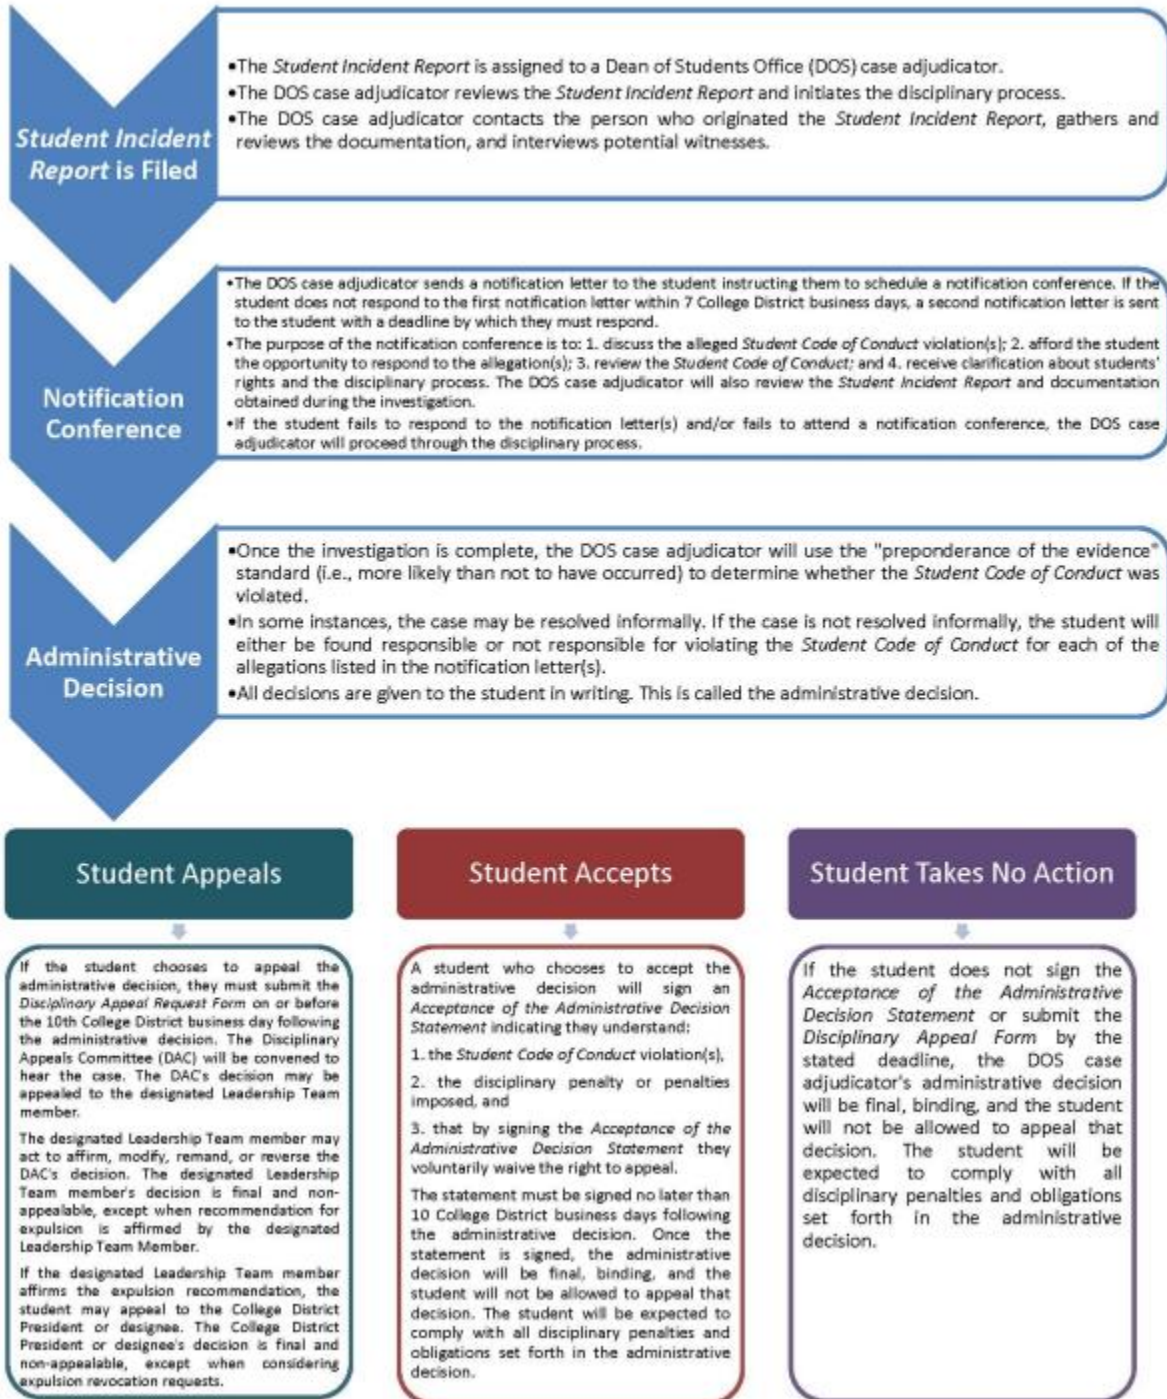 Student Incident
Report is Filed
•The Student Incident Report is assigned to a Dean of Students Office (DOS) case adjudicator.
•The DOS case adjudicator reviews the Student Incident Report and initiates the disciplinary process.
•The DOS case adjudicator contacts the person who originated the Student Incident Report, gathers and
reviews the documentation, and interviews potential witnesses.
Notification
Conference
•The DOS case adjudicator sends a notification letter to the student instructing them to schedule a notification conference. If the
student does not respond to the first notification letter within 7 College District business days, a second notification letter is sent
to the student with a deadline by which they must respond.
•The purpose of the notification conference is to: 1. discuss the alleged Student Code of Conduct violation(s); 2. afford the student
the opportunity to respond to the allegation(s); 3. review the Student Code of Conduct; and 4. receive clarification about students'
rights and the disciplinary process. The DOS case adjudicator will also review the Student Incident Report and documentation
obtained during the investigation.
•If the student fails to respond to the notification letter(s) and/or fails to attend a notification conference, the DOS case
adjudicator will proceed through the disciplinary process.
Administrative
Decision
•Once the investigation is complete, the DOS case adjudicator will use the "preponderance of the evidence"
standard (i.e., more likely than not to have occurred) to determine whether the Student Code of Conduct was
violated.
•In some instances, the case may be resolved informally. If the case is not resolved informally, the student will
either be found responsible or not responsible for violating the Student Code of Conduct for each of the
allegations listed in the notification letter(s).
•All decisions are given to the student in writing. This is called the administrative decision.
Student Appeals
If the student chooses to appeal the
administrative decision, they must submit the
Disciplinary Appeal Request Form on or before
the 10th College District business day following
the administrative decision. The Disciplinary
Appeals Committee (DAC) will be convened to
hear the case. The DAC's decision may be
appealed to the designated Leadership Team
member.
The designated Leadership Team member may
act to affirm, modify, remand, or reverse the
DAC's decision. The designated Leadership
Team member's decision is final and non-
appealable, except when recommendation for
expulsion is affirmed by the designated
Leadership Team Member.
If the designated Leadership Team member
affirms the expulsion recommendation, the
student may appeal to the College District
President or designee. The College District
President or designee's decision is final and
non-appealable, except when considering
expulsion revocation requests.
Student Accepts
A student who chooses to accept the
administrative decision will sign an
Acceptance of the Administrative Decision
Statement indicating they understand:
1. the Student Code of Conduct violation(s),
2. the disciplinary penalty or penalties
imposed, and
3. that by signing the Acceptance of the
Administrative Decision Statement they
voluntarily waive the right to appeal.
The statement must be signed no later than
10 College District business days following
the administrative decision. Once the
statement is signed, the administrative
decision will be final, binding, and the
student will not be allowed to appeal that
decision. The student will be expected to
comply with all disciplinary penalties and
obligations set forth in the administrative
decision.
Student Takes No Action
If the student does not sign the
Acceptance of the Administrative
Decision Statement or submit the
Disciplinary Appeal Form by the
stated deadline, the DOS case
adjudicator's administrative decision
will be final, binding, and the student
will not be allowed to appeal that
decision. The student will be
expected to comply with all
disciplinary penalties and obligations
set forth in the administrative
decision.